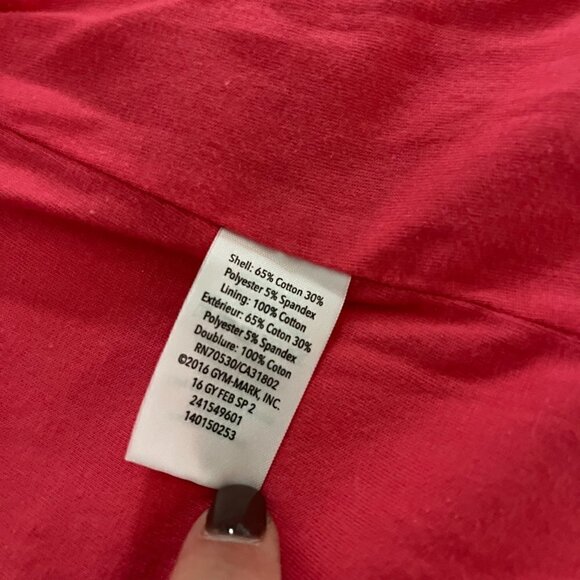 Shell: 65% Cotton 30%
Polyester 5% Spandex
Lining: 100% Cotton
Extérieur: 65% Coton 30%
Polyester 5% Spandex
Doublure: 100% Coton
RN70530/CA31802
©2016 GYM-MARK, INC.
16 GY FEB SP 2
241549601
140150253